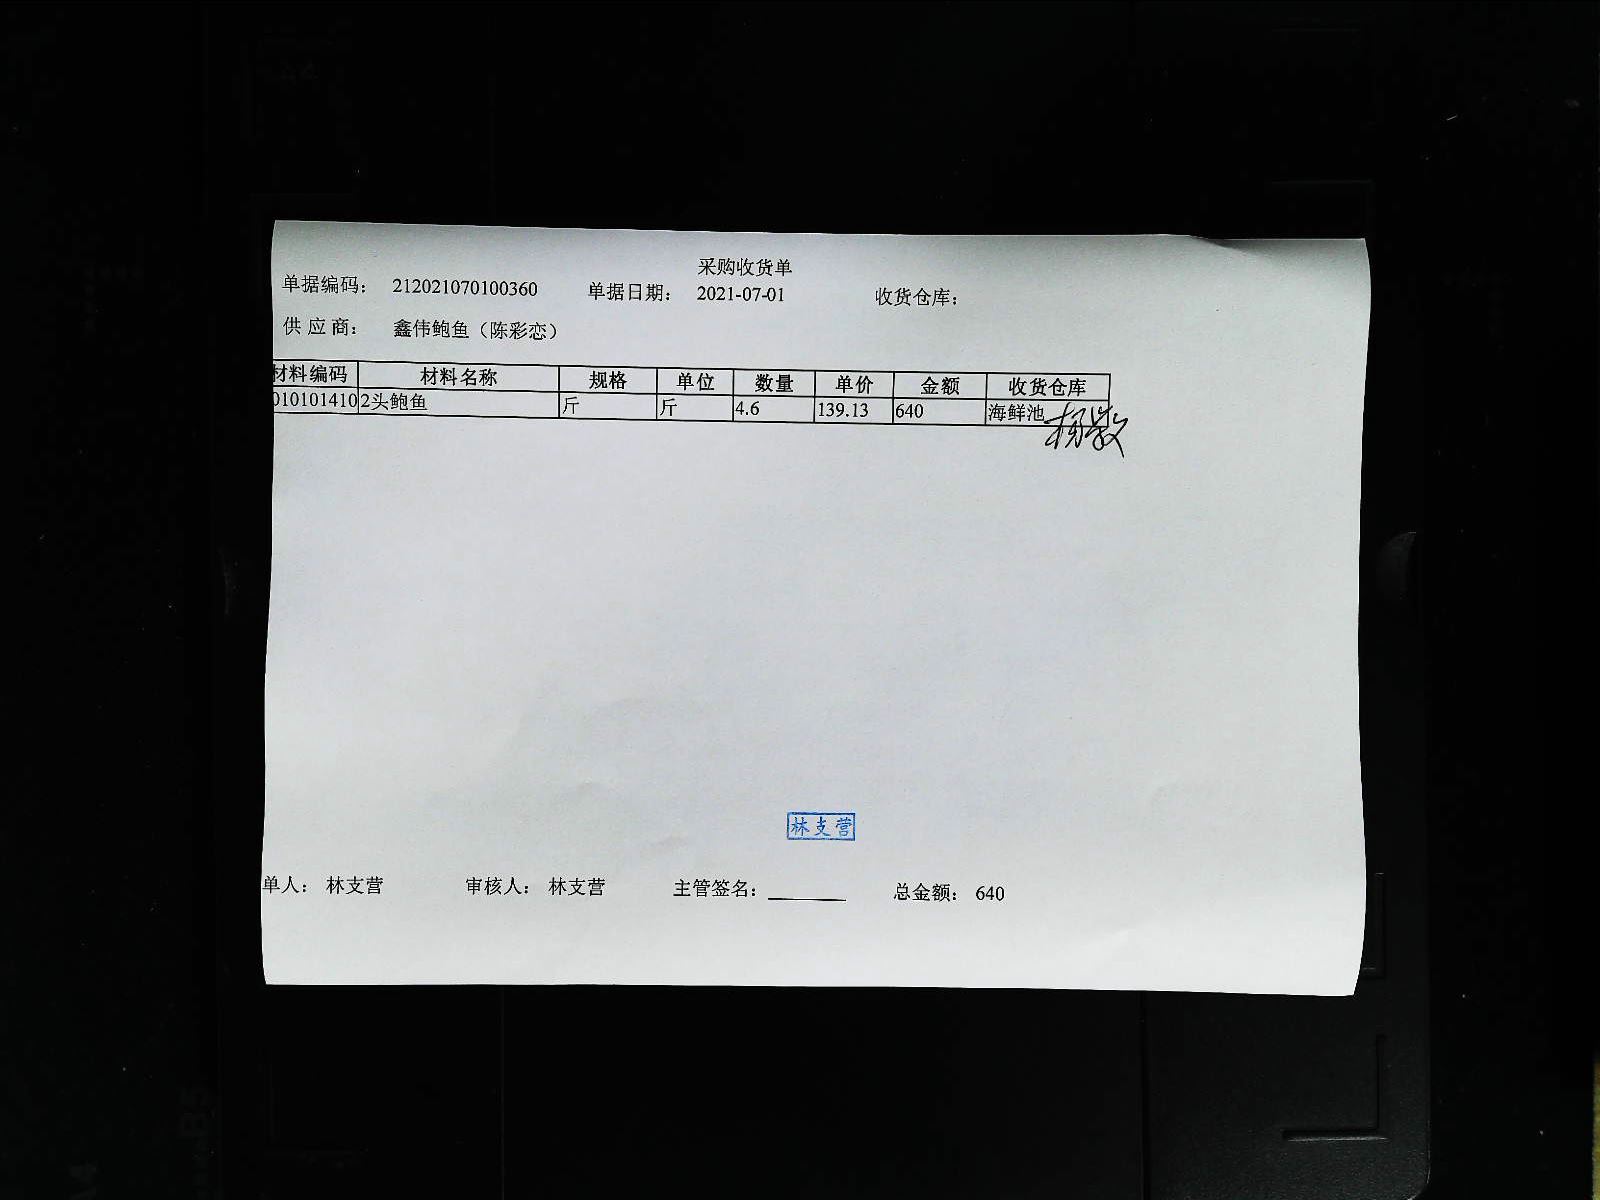 采购收货单
单据编码： 212021070100360 单据日期： 2021-07-01 收货仓库：
供 应 商： 鑫伟鲍鱼（陈彩恋）
材料编码 材料名称 规格 单位 数量 单价 金额 收货仓库
010101410 2头鲍鱼 斤 斤 4.6 139.13 640 海鲜池
林支营
单人： 林支营 审核人： 林支营 主管签名： 总金额： 640